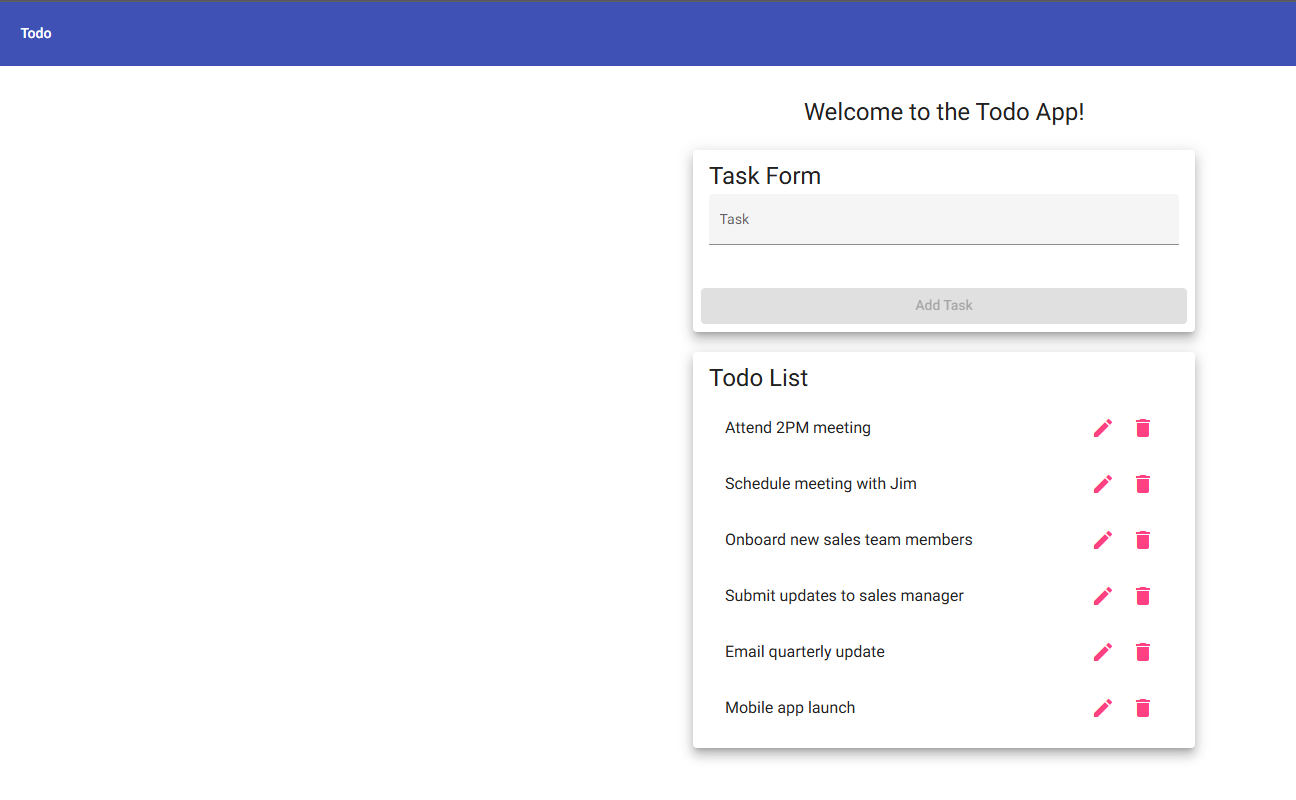 Todo
Welcome to the Todo App!
Task Form
Task
Add Task
Todo List
Attend 2PM meeting
Schedule meeting with Jim
Onboard new sales team members
Submit updates to sales manager
Email quarterly update
Mobile app launch